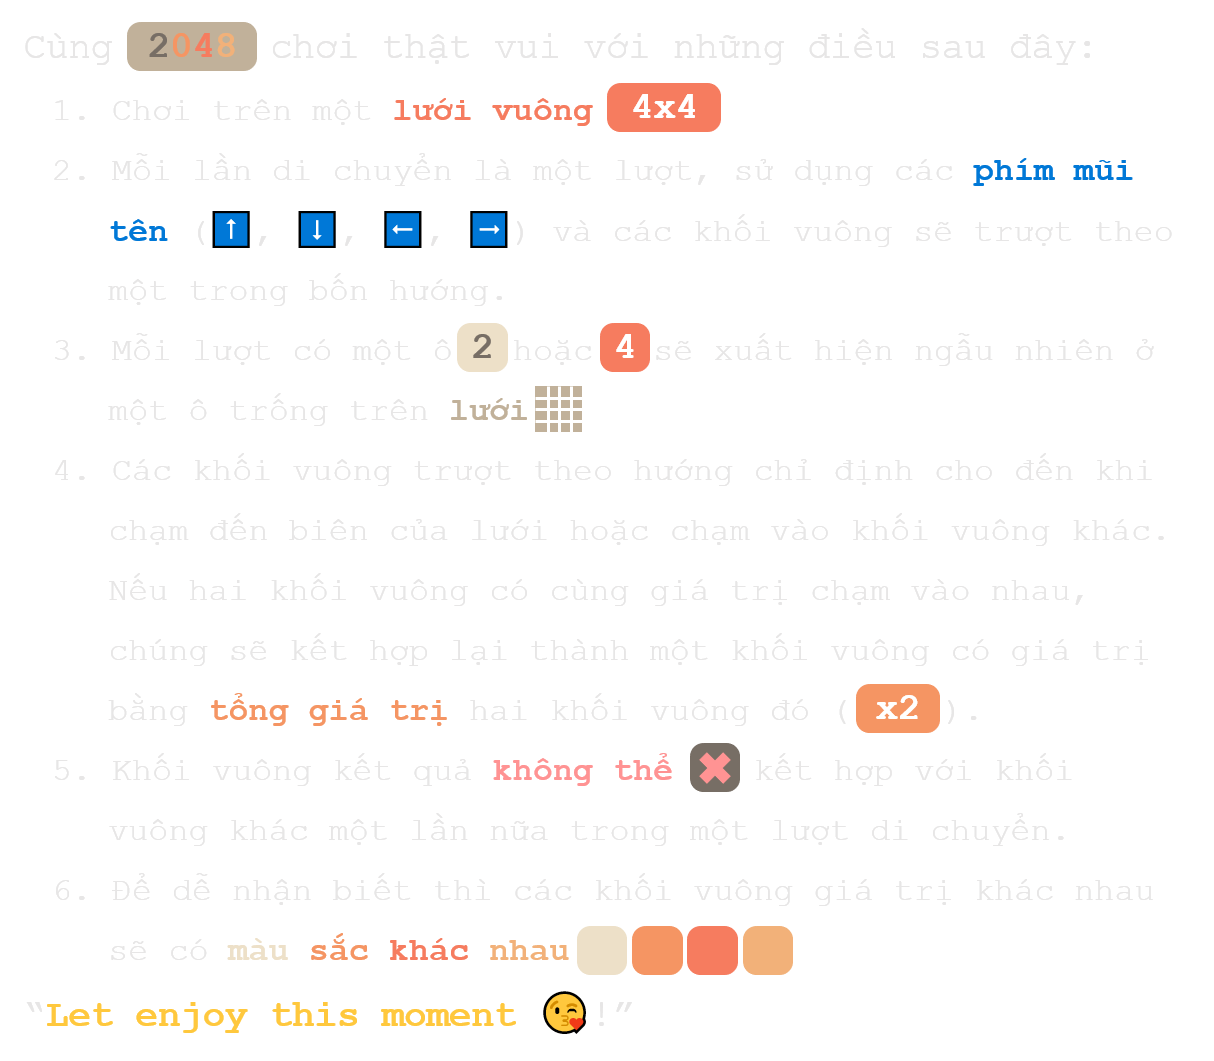 Cùng 2048 chơi thật vui với những điều sau đây:
1. Chơi trên một lưới vuông 4x4
2. Mỗi lần di chuyển là một lượt, sử dụng các phím mũi
tên (↑, ↓, ←, →) và các khối vuông sẽ trượt theo
một trong bốn hướng.
3. Mỗi lượt có một ô 2 hoặc 4 sẽ xuất hiện ngẫu nhiên ở
một ô trống trên lưới
4. Các khối vuông trượt theo hướng chỉ định cho đến khi
chạm đến biên của lưới hoặc chạm vào khối vuông khác.
Nếu hai khối vuông có cùng giá trị chạm vào nhau,
chúng sẽ kết hợp lại thành một khối vuông có giá trị
bằng tổng giá trị hai khối vuông đó (x2).
5. Khối vuông kết quả không thể ✖ kết hợp với khối
vuông khác một lần nữa trong một lượt di chuyển.
6. Để dễ nhận biết thì các khối vuông giá trị khác nhau
sẽ có màu sắc khác nhau
“Let enjoy this moment 😘!”